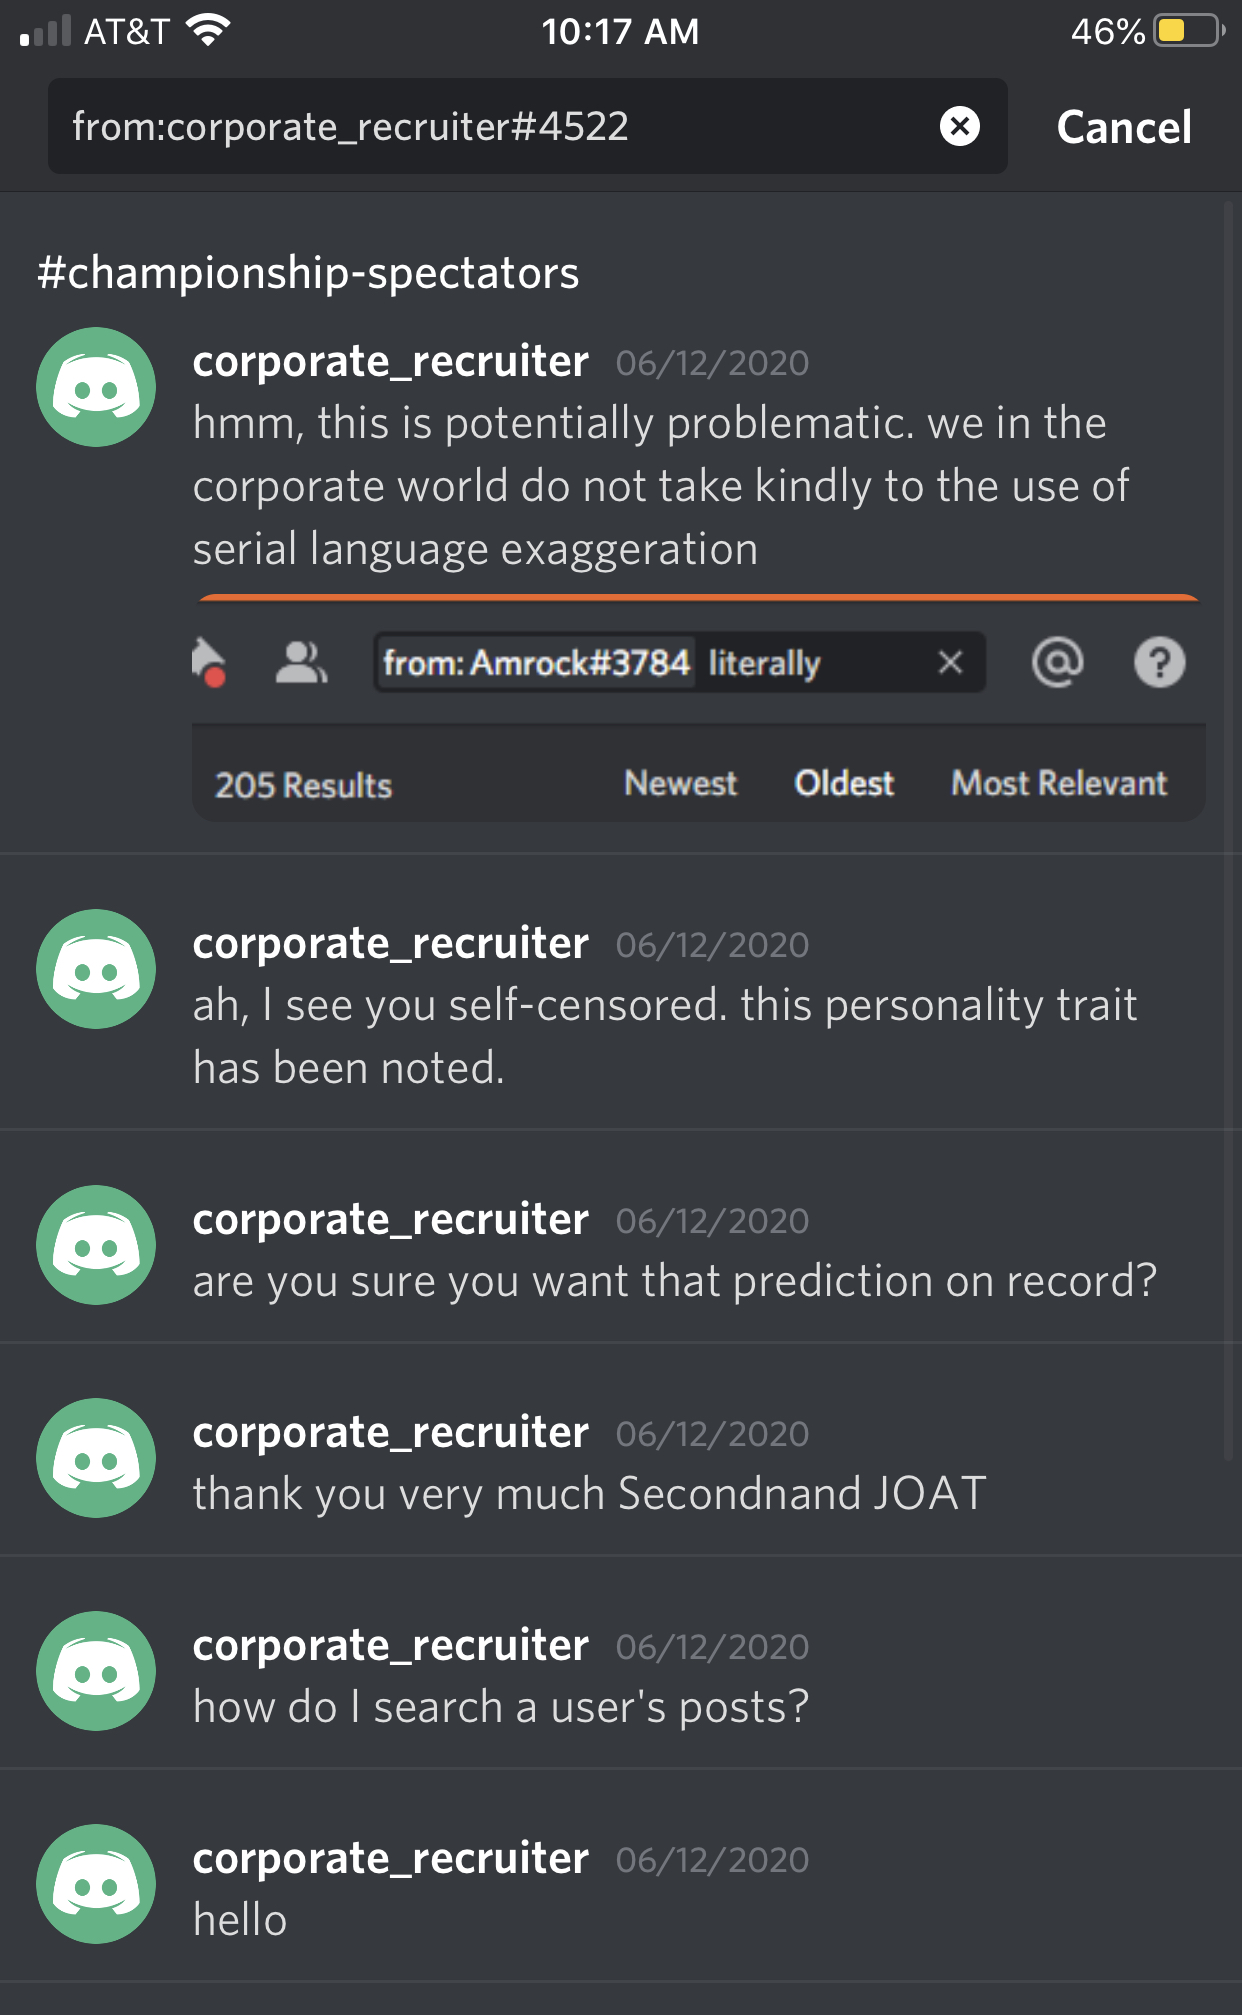 AT&T 10:17 AM 46%
from:corporate_recruiter#4522 Cancel
#championship-spectators
corporate_recruiter 06/12/2020
hmm, this is potentially problematic. we in the
corporate world do not take kindly to the use of
serial language exaggeration
from: Amrock#3784 literally
205 Results Newest Oldest Most Relevant
corporate_recruiter 06/12/2020
ah, I see you self-censored. this personality trait
has been noted.
corporate_recruiter 06/12/2020
are you sure you want that prediction on record?
corporate_recruiter 06/12/2020
thank you very much Secondnand JOAT
corporate_recruiter 06/12/2020
how do I search a user's posts?
corporate_recruiter 06/12/2020
hello